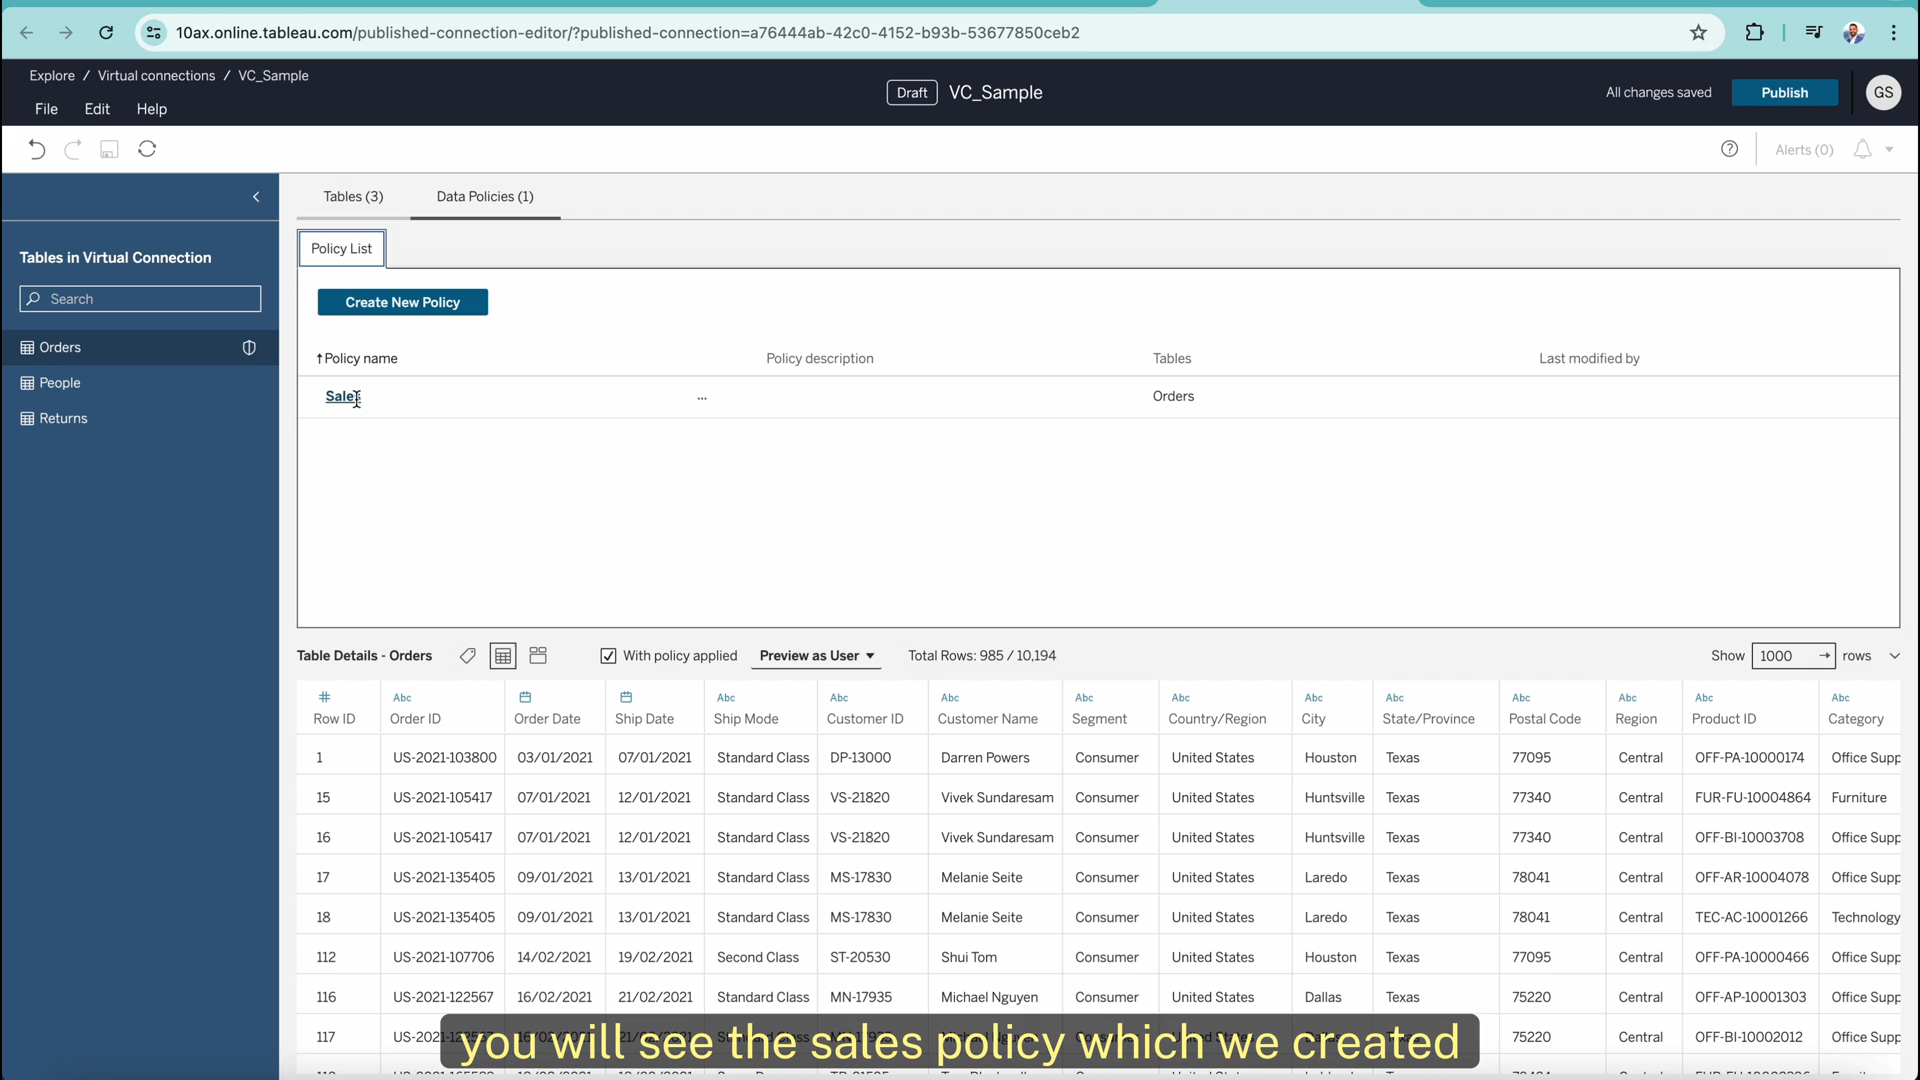 10ax.online.tableau.com/published-connection-editor/?published-connection=a76444ab-42c0-4152-b93b-53677850ceb2
Explore / Virtual connections / VC_Sample
File Edit Help
Draft VC_Sample
All changes saved Publish GS
Alerts (0)
Tables (3) Data Policies (1)
Tables in Virtual Connection
Search
Orders
People
Returns
Policy List
Create New Policy
Policy name Policy description Tables Last modified by
Sales ... Orders
Table Details - Orders With policy applied Preview as User Total Rows: 985 / 10,194 Show 1000 rows
# Abc Abc Abc Abc Abc Abc Abc Abc Abc Abc Abc Abc
Row ID Order ID Order Date Ship Date Ship Mode Customer ID Customer Name Segment Country/Region City State/Province Postal Code Region Product ID Category
1 US-2021-103800 03/01/2021 07/01/2021 Standard Class DP-13000 Darren Powers Consumer United States Houston Texas 77095 Central OFF-PA-10000174 Office Supp
15 US-2021-105417 07/01/2021 12/01/2021 Standard Class VS-21820 Vivek Sundaresam Consumer United States Huntsville Texas 77340 Central FUR-FU-10004864 Furniture
16 US-2021-105417 07/01/2021 12/01/2021 Standard Class VS-21820 Vivek Sundaresam Consumer United States Huntsville Texas 77340 Central OFF-BI-10003708 Office Supp
17 US-2021-135405 09/01/2021 13/01/2021 Standard Class MS-17830 Melanie Seite Consumer United States Laredo Texas 78041 Central OFF-AR-10004078 Office Supp
18 US-2021-135405 09/01/2021 13/01/2021 Standard Class MS-17830 Melanie Seite Consumer United States Laredo Texas 78041 Central TEC-AC-10001266 Technology
112 US-2021-107706 14/02/2021 19/02/2021 Second Class ST-20530 Shui Tom Consumer United States Houston Texas 77095 Central OFF-PA-10000466 Office Supp
116 US-2021-122567 16/02/2021 21/02/2021 Standard Class MN-17935 Michael Nguyen Consumer United States Dallas Texas 75220 Central OFF-AP-10001303 Office Supp
117 75220 Central OFF-BI-10002012 Office Supp
you will see the sales policy which we created